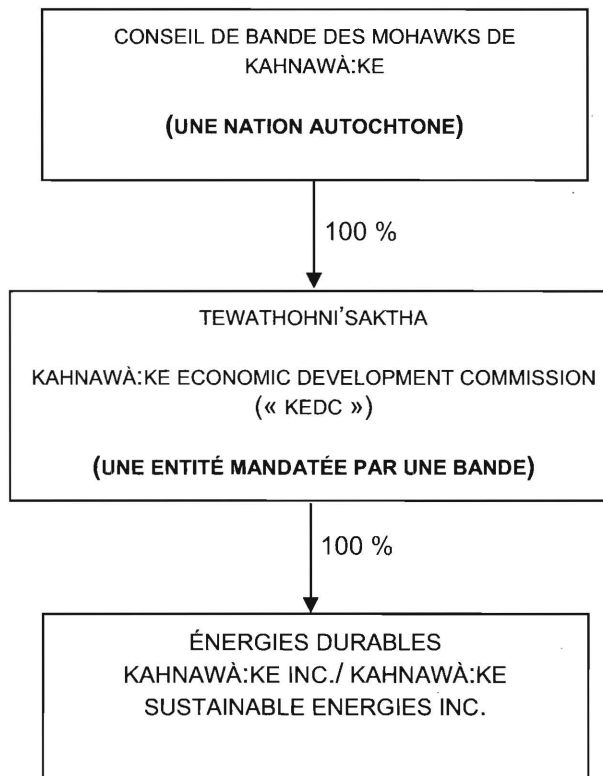 CONSEIL DE BANDE DES MOHAWKS DE
KAHNAWÀ:KE
(UNE NATION AUTOCHTONE)
100 %
TEWATHOHNI'SAKTHA
KAHNAWÀ:KE ECONOMIC DEVELOPMENT COMMISSION
(« KEDC »)
(UNE ENTITÉ MANDATÉE PAR UNE BANDE)
100 %
ÉNERGIES DURABLES
KAHNAWÀ:KE INC./ KAHNAWÀ:KE
SUSTAINABLE ENERGIES INC.